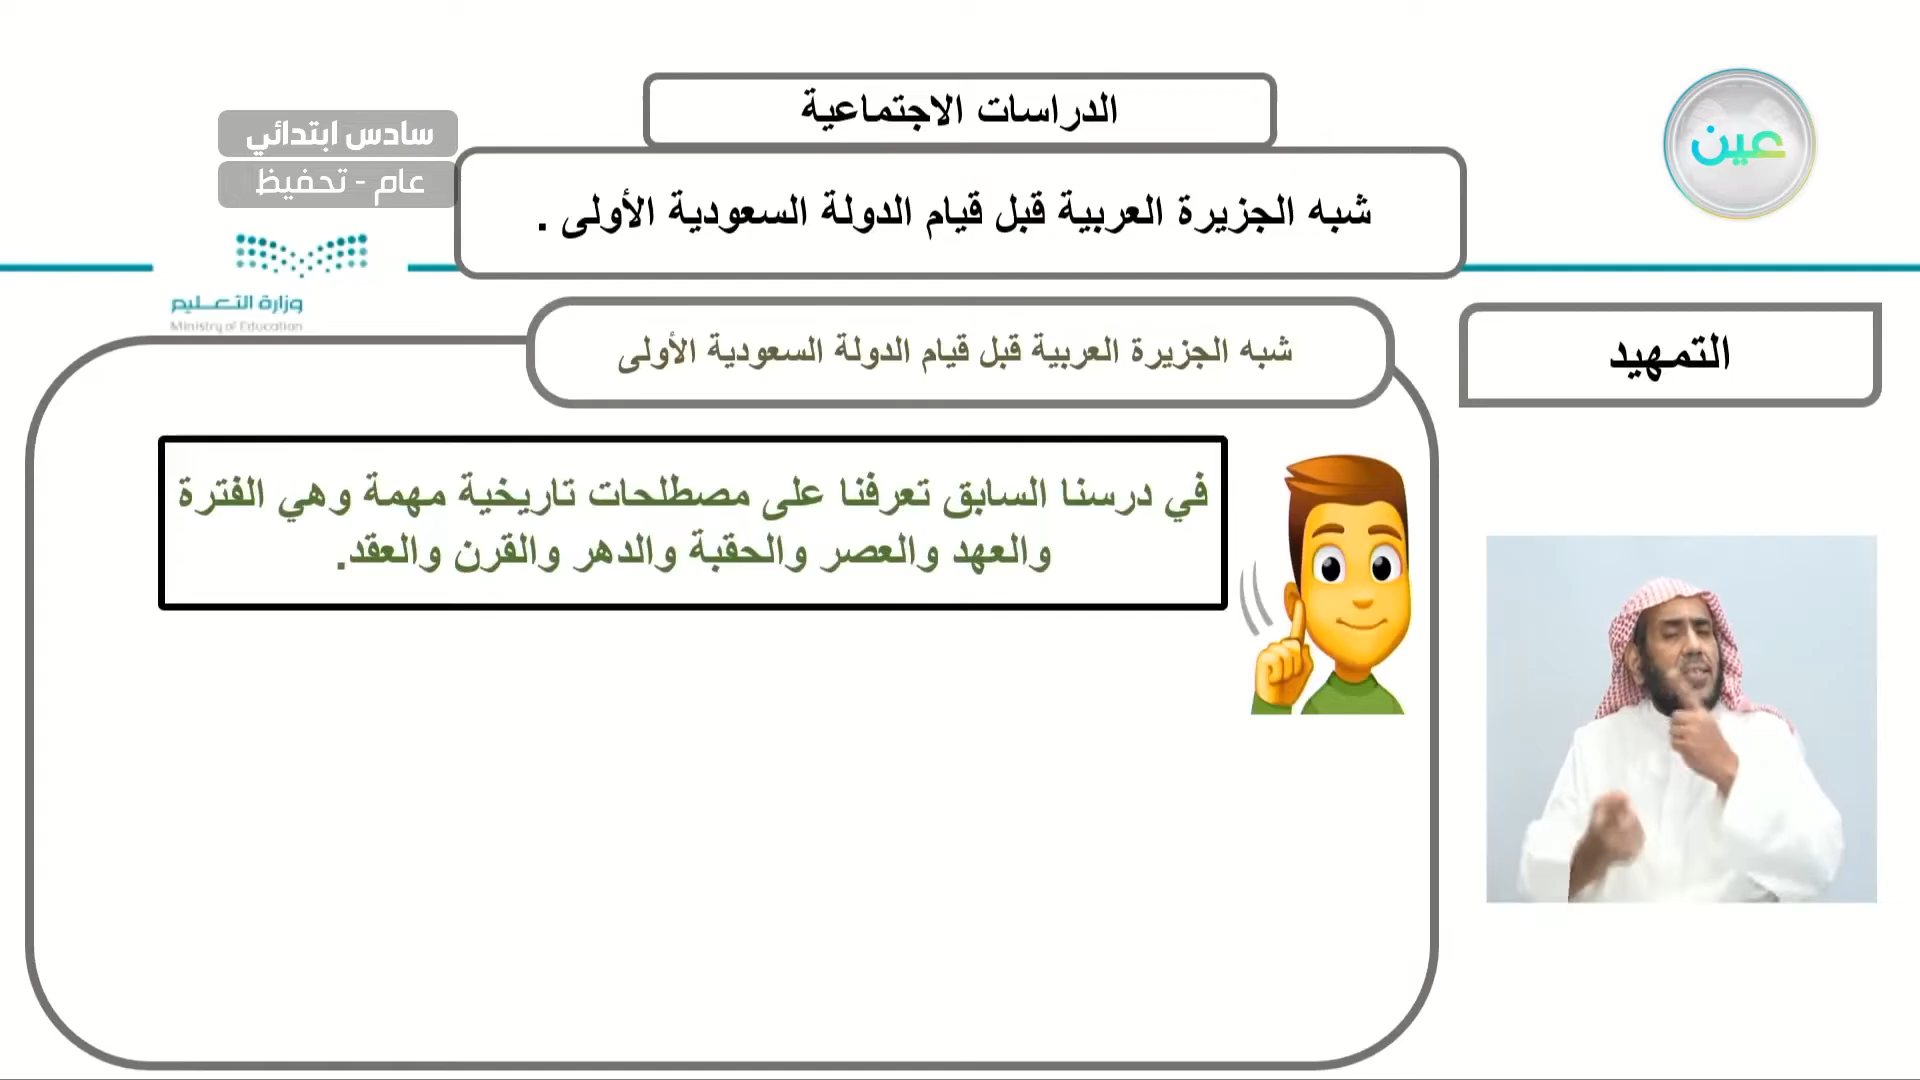 الدراسات الاجتماعية
عين
سادس ابتدائي
عام - تحفيظ
شبه الجزيرة العربية قبل قيام الدولة السعودية الأولى .
وزارة التعليم
Ministry of Education
شبه الجزيرة العربية قبل قيام الدولة السعودية الأولى
التمهيد
في درسنا السابق تعرفنا على مصطلحات تاريخية مهمة وهي الفترة
والعهد والعصر والحقبة والدهر والقرن والعقد.